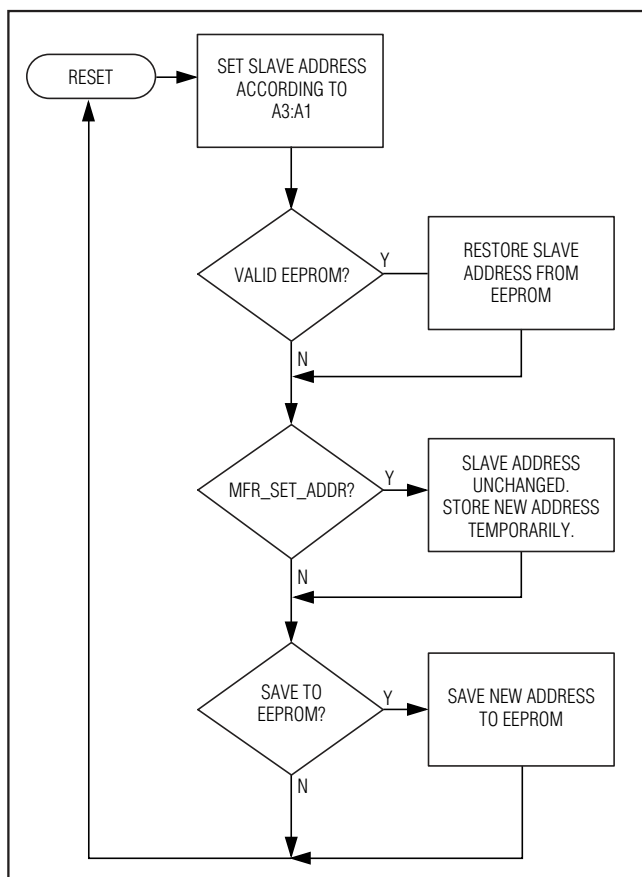 RESET
SET SLAVE ADDRESS
ACCORDING TO
A3:A1
VALID EEPROM?
Y
RESTORE SLAVE
ADDRESS FROM
EEPROM
N
MFR_SET_ADDR?
Y
SLAVE ADDRESS
UNCHANGED.
STORE NEW ADDRESS
TEMPORARILY.
N
SAVE TO
EEPROM?
Y
SAVE NEW ADDRESS
TO EEPROM
N